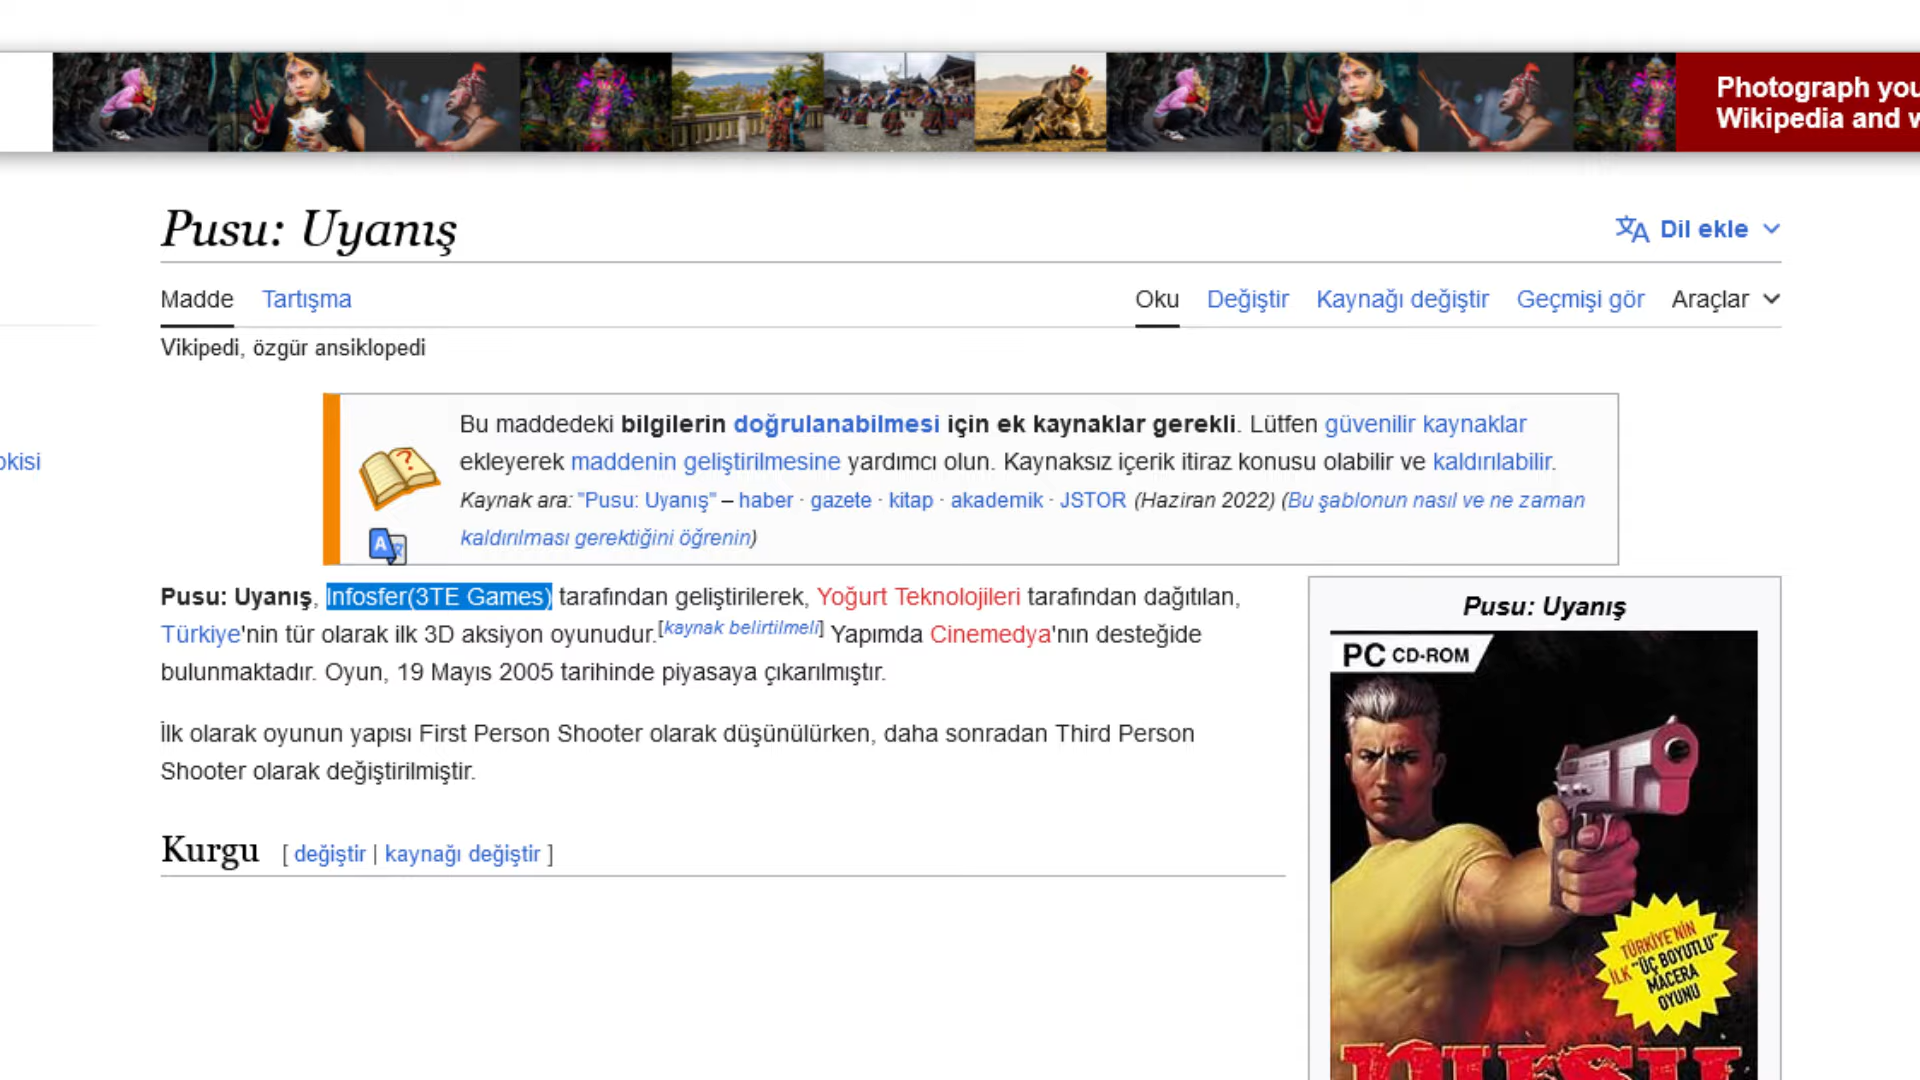 Photograph you
Wikipedia and w
Pusu: Uyanış
Dil ekle
Madde Tartışma Oku Değiştir Kaynağı değiştir Geçmişi gör Araçlar
Vikipedi, özgür ansiklopedi
Bu maddedeki bilgilerin doğrulanabilmesi için ek kaynaklar gerekli. Lütfen güvenilir kaynaklar
ekleyerek maddenin geliştirilmesine yardımcı olun. Kaynaksız içerik itiraz konusu olabilir ve kaldırılabilir.
Kaynak ara: "Pusu: Uyanış" – haber · gazete · kitap · akademik · JSTOR (Haziran 2022) (Bu şablonun nasıl ve ne zaman
kaldırılması gerektiğini öğrenin)
okisi
Pusu: Uyanış, Infosfer(3TE Games) tarafından geliştirilerek, Yoğurt Teknolojileri tarafından dağıtılan,
Türkiye'nin tür olarak ilk 3D aksiyon oyunudur.[kaynak belirtilmeli] Yapımda Cinemedya'nın desteğide
bulunmaktadır. Oyun, 19 Mayıs 2005 tarihinde piyasaya çıkarılmıştır.
İlk olarak oyunun yapısı First Person Shooter olarak düşünülürken, daha sonradan Third Person
Shooter olarak değiştirilmiştir.
Kurgu [ değiştir | kaynağı değiştir ]
Pusu: Uyanış
PC CD-ROM
TÜRKİYE'NİN
İLK "ÜÇ BOYUTLU"
MACERA
OYUNU
PUSU